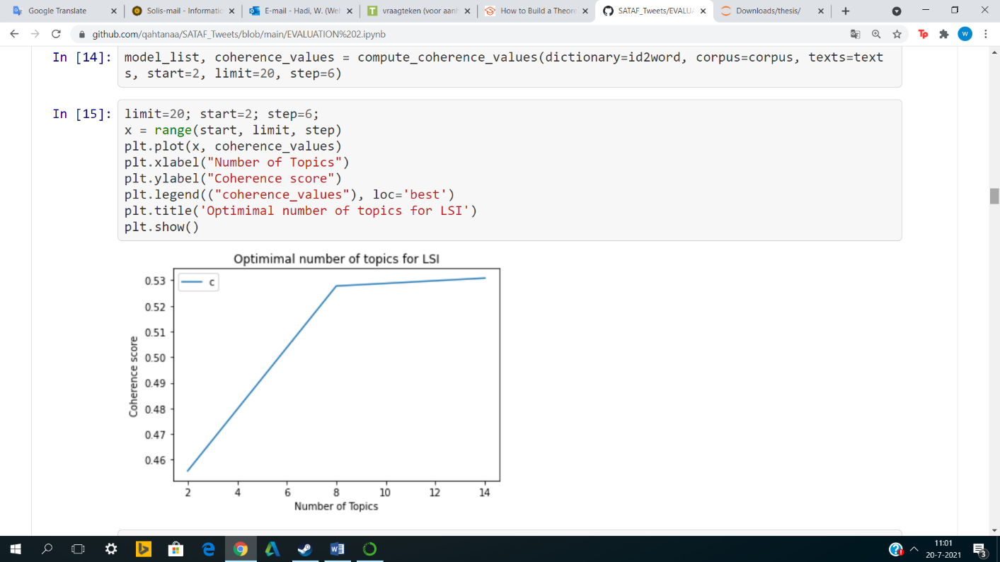 Google Translate
Solis-mail - Informatic
E-mail - Hadi, W. (Wel
vraagteken (voor aanh
How to Build a Theore
SATAF_Tweets/EVALUA
Downloads/thesis/
github.com/qahtanaa/SATAF_Tweets/blob/main/EVALUATION%202.ipynb
In [14]: model_list, coherence_values = compute_coherence_values(dictionary=id2word, corpus=corpus, texts=text
s, start=2, limit=20, step=6)
In [15]: limit=20; start=2; step=6;
x = range(start, limit, step)
plt.plot(x, coherence_values)
plt.xlabel("Number of Topics")
plt.ylabel("Coherence score")
plt.legend(("coherence_values"), loc='best')
plt.title('Optimimal number of topics for LSI')
plt.show()
Optimimal number of topics for LSI
c
0.53
0.52
0.51
0.50
0.49
0.48
0.47
0.46
Coherence score
2 4 6 8 10 12 14
Number of Topics
11:01
20-7-2021
3